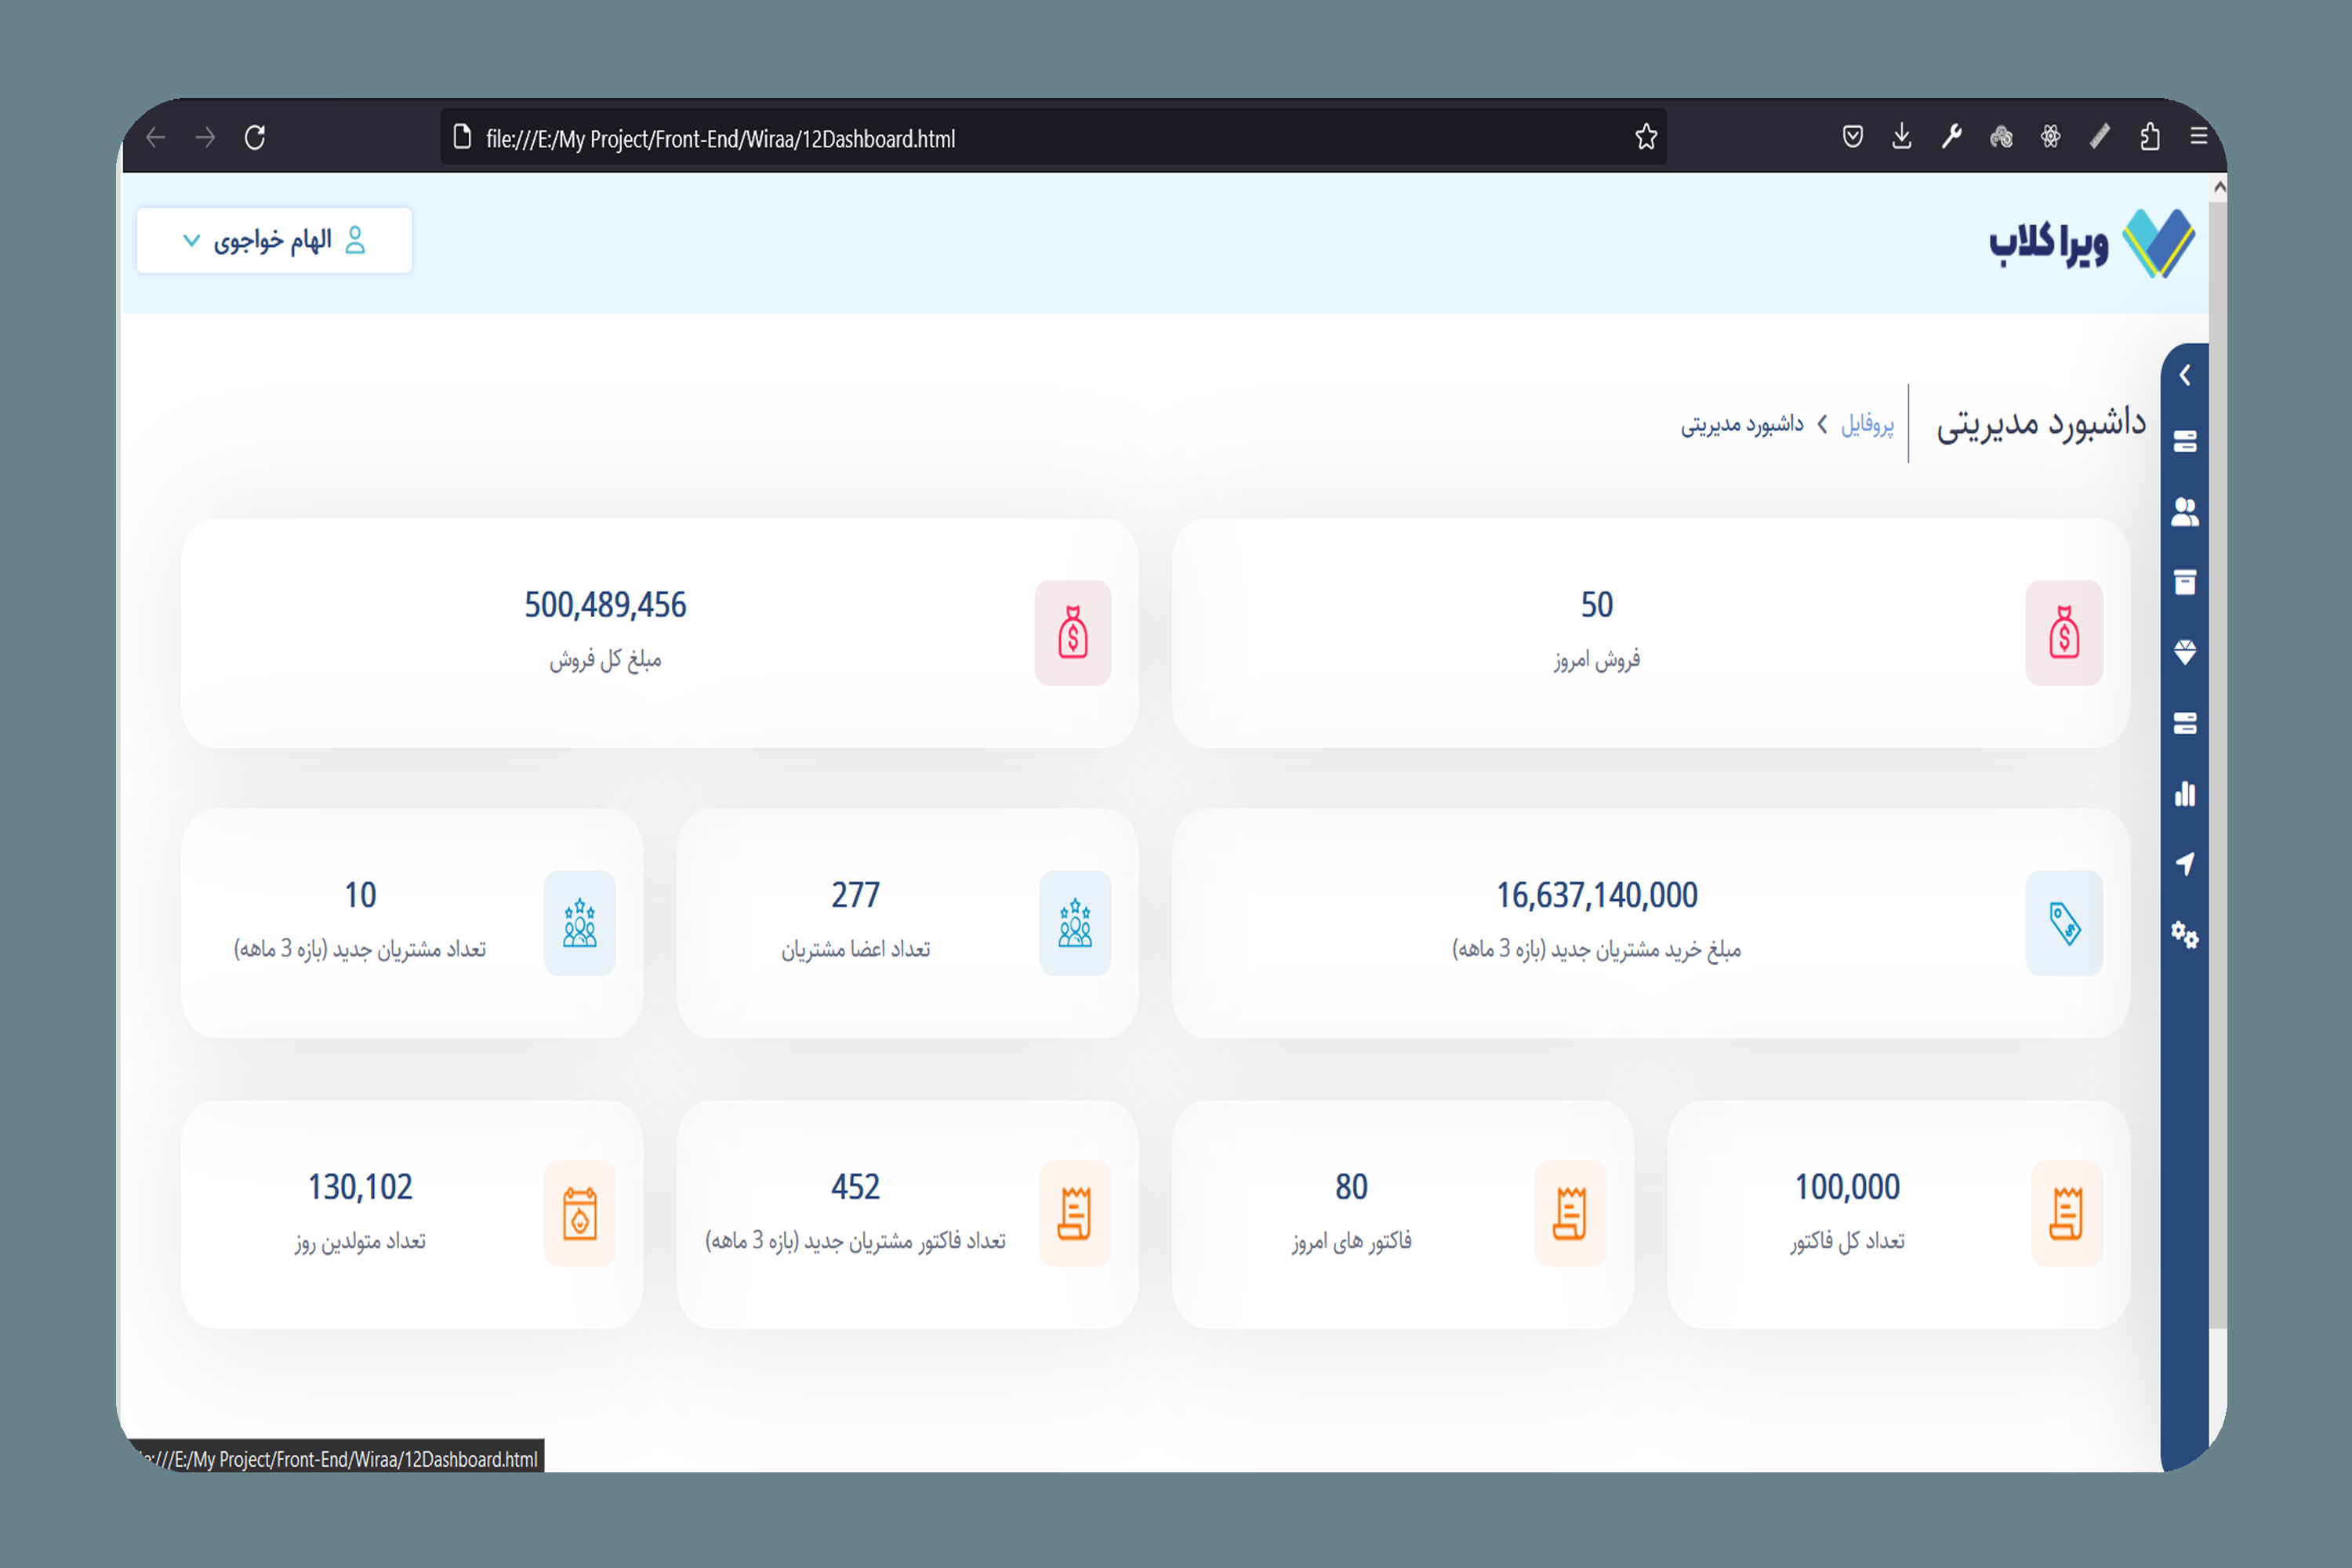 file:///E:/My Project/Front-End/Wiraa/12Dashboard.html
ویرا کلاب
الهام خواجوی
داشبورد مدیریتی
پروفایل
داشبورد مدیریتی
50
فروش امروز
500,489,456
مبلغ کل فروش
16,637,140,000
مبلغ خرید مشتریان جدید (بازه 3 ماهه)
277
تعداد اعضا مشتریان
10
تعداد مشتریان جدید (بازه 3 ماهه)
100,000
تعداد کل فاکتور
80
فاکتور های امروز
452
تعداد فاکتور مشتریان جدید (بازه 3 ماهه)
130,102
تعداد متولدین روز
e:///E:/My Project/Front-End/Wiraa/12Dashboard.html